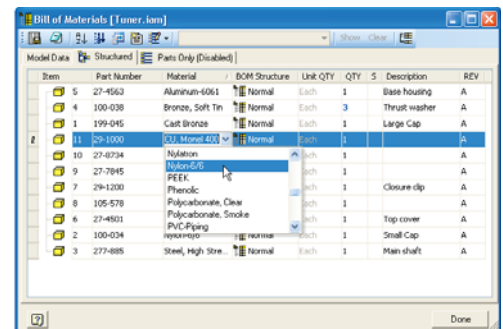 Bill of Materials [Tuner.iam]
Show Clear
Model Data Structured Parts Only (Disabled)
Item Part Number Material BOM Structure Unit QTY QTY S Description REV
5 27-4563 Aluminum-6061 Normal Each 1 Base housing A
4 100-038 Bronze, Soft Tin Normal Each 3 Thrust washer A
1 199-045 Cast Bronze Normal Each 1 Large Cap A
11 29-1000 CU, Monel 400 Normal Each 1 A
10 27-8734 Nylatron Each 1 A
9 27-7845 Nylon-6/6 Each 1 A
PEEK
7 29-1200 Phenolic Each 1 Closure clip A
8 105-578 Polycarbonate, Clear Each 1 A
6 27-4501 Polycarbonate, Smoke Each 1 Top cover A
PVC-Piping
2 100-034 Nylon-6/6 Normal Each 1 Small Cap A
3 277-885 Steel, High Stre... Normal Each 1 Main shaft A
Done